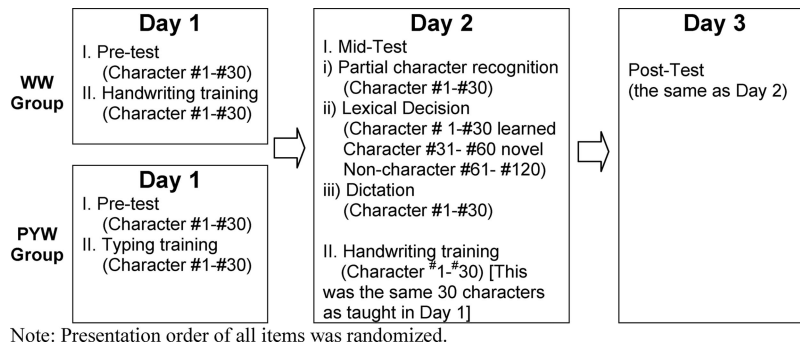 WW
Group
Day 1
I. Pre-test
(Character #1-#30)
II. Handwriting training
(Character #1-#30)
PYW
Group
Day 1
I. Pre-test
(Character #1-#30)
II. Typing training
(Character #1-#30)
Day 2
I. Mid-Test
i) Partial character recognition
(Character #1-#30)
ii) Lexical Decision
(Character # 1-#30 learned
Character #31- #60 novel
Non-character #61- #120)
iii) Dictation
(Character #1-#30)
II. Handwriting training
(Character #1-#30) [This
was the same 30 characters
as taught in Day 1]
Day 3
Post-Test
(the same as Day 2)
Note: Presentation order of all items was randomized.